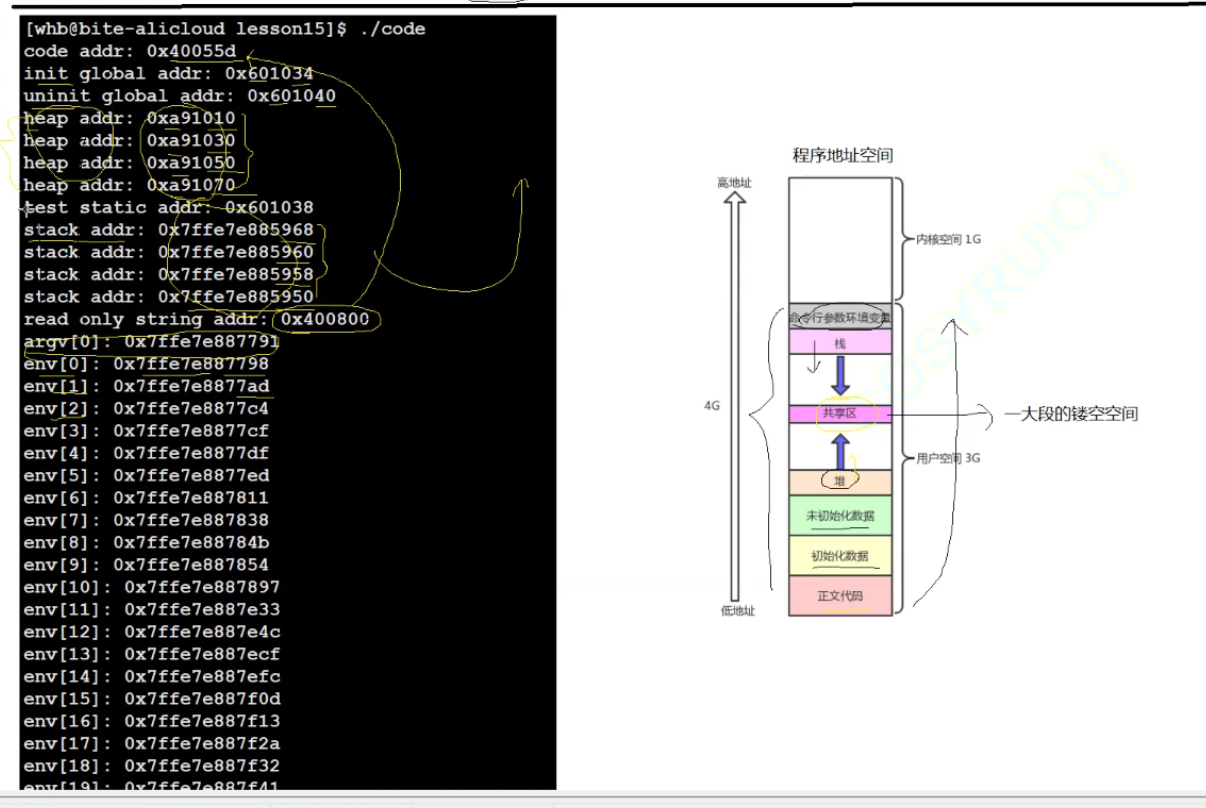 [whb@bite-alicloud lesson15]$ ./code
code addr: 0x40055d
init global addr: 0x601034
uninit global addr: 0x601040
heap addr: 0xa91010
heap addr: 0xa91030
heap addr: 0xa91050
heap addr: 0xa91070
test static addr: 0x601038
stack addr: 0x7ffe7e885968
stack addr: 0x7ffe7e885960
stack addr: 0x7ffe7e885958
stack addr: 0x7ffe7e885950
read only string addr: 0x400800
argv[0]: 0x7ffe7e887791
env[0]: 0x7ffe7e887798
env[1]: 0x7ffe7e8877ad
env[2]: 0x7ffe7e8877c4
env[3]: 0x7ffe7e8877cf
env[4]: 0x7ffe7e8877df
env[5]: 0x7ffe7e8877ed
env[6]: 0x7ffe7e887811
env[7]: 0x7ffe7e887838
env[8]: 0x7ffe7e88784b
env[9]: 0x7ffe7e887854
env[10]: 0x7ffe7e887897
env[11]: 0x7ffe7e887e33
env[12]: 0x7ffe7e887e4c
env[13]: 0x7ffe7e887ecf
env[14]: 0x7ffe7e887efc
env[15]: 0x7ffe7e887f0d
env[16]: 0x7ffe7e887f13
env[17]: 0x7ffe7e887f2a
env[18]: 0x7ffe7e887f32
env[19]: 0x7ffe7e887f41
程序地址空间
高地址
内核空间 1G
命令行参数环境变量
栈
4G
共享区
一大段的镂空空间
用户空间 3G
堆
未初始化数据
初始化数据
正文代码
低地址